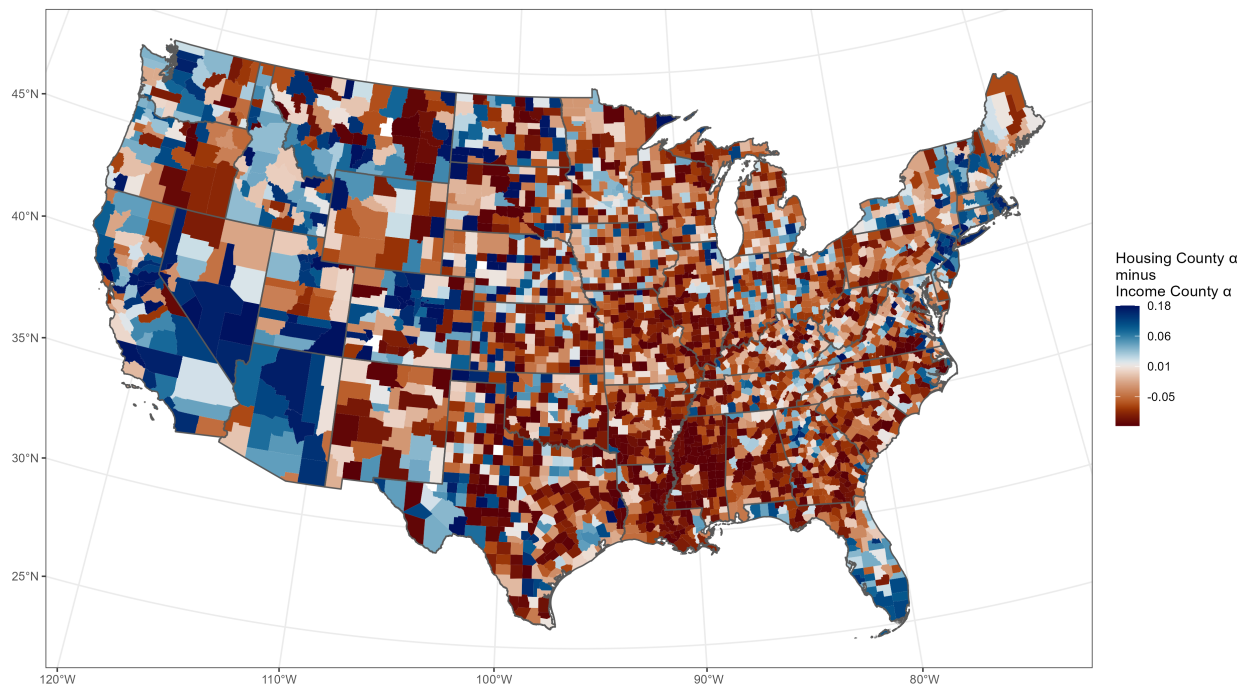 45°N
40°N
35°N
30°N
25°N
120°W
110°W
100°W
90°W
80°W
Housing County α
minus
Income County α
0.18
0.06
0.01
-0.05